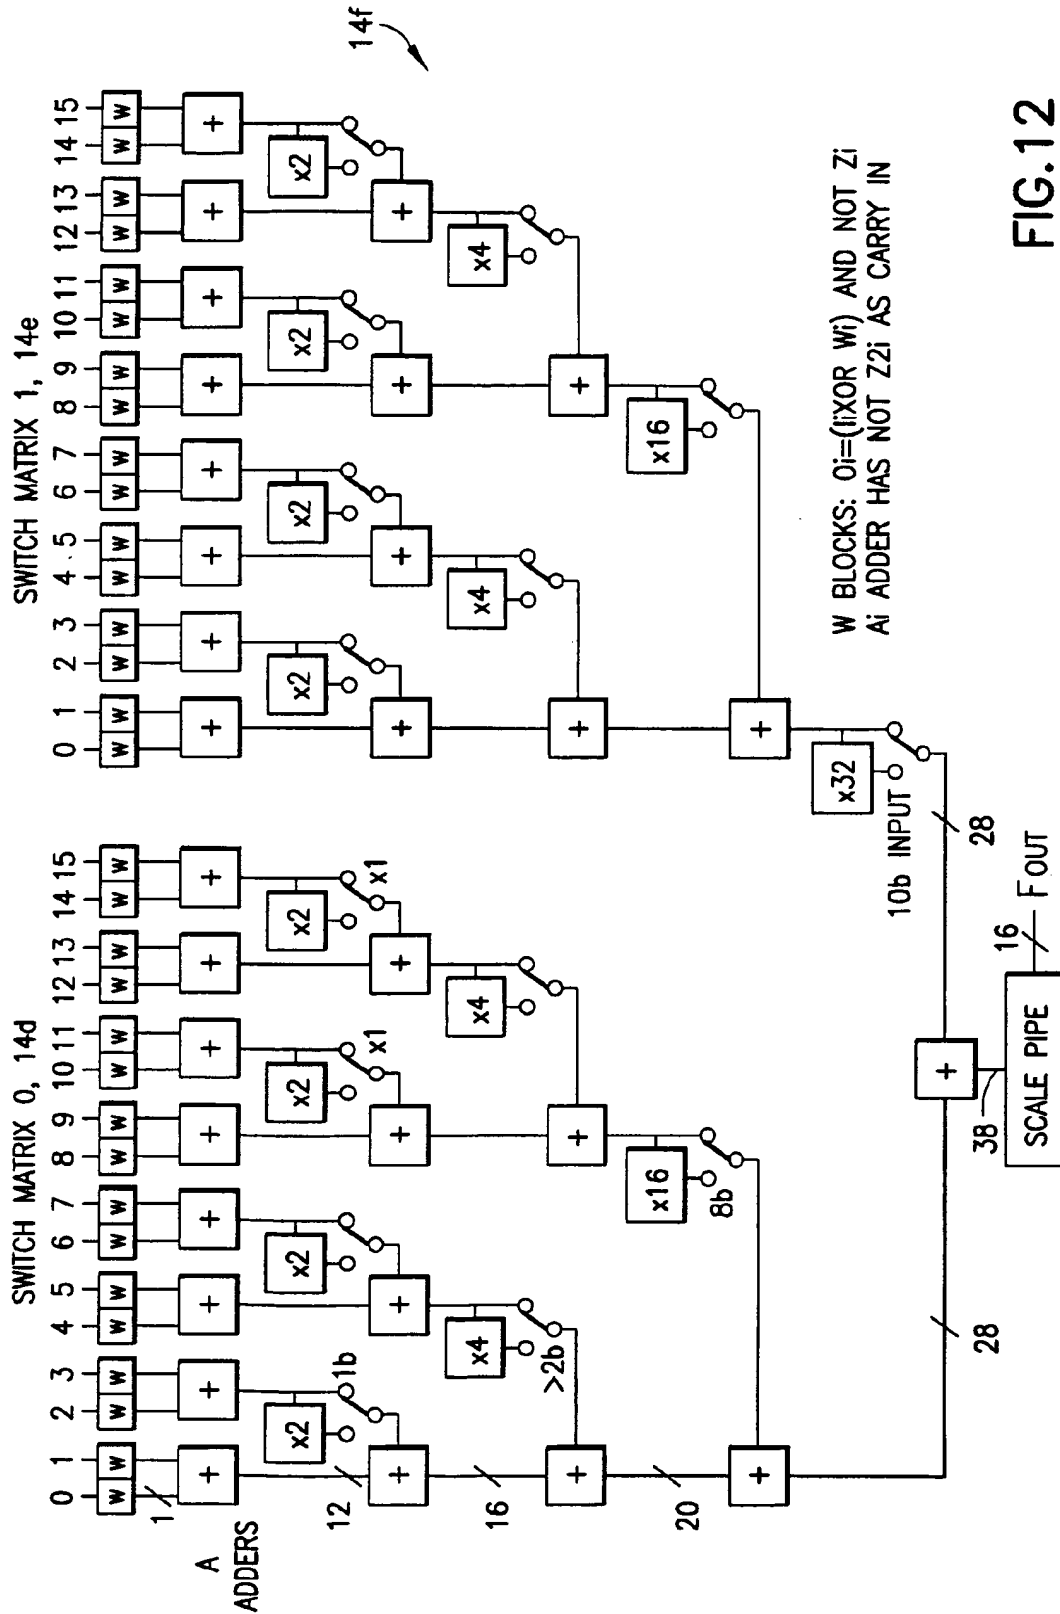 14f
SWITCH MATRIX 0, 14d
SWITCH MATRIX 1, 14e
0 1 2 3 4 5 6 7 8 9 10 11 12 13 14 15
0 1 2 3 4 5 6 7 8 9 10 11 12 13 14 15
W W W W W W W W W W W W W W W W
W W W W W W W W W W W W W W W W
1
A
ADDERS
+ + + + + + + +
+ + + + + + + +
x2 1b x2 x2 x1 x2 x1
x2 x2 x2 x2
12
+ + + +
+ + + +
16
x4 >2b x4
x4 x4
+ +
+ +
20
x16 8b
x16
+
+
x32
10b INPUT
28
28
+
38
SCALE PIPE
16
FOUT
W BLOCKS: Oi=(IiXOR Wi) AND NOT Zi
Ai ADDER HAS NOT Z2i AS CARRY IN
FIG.12